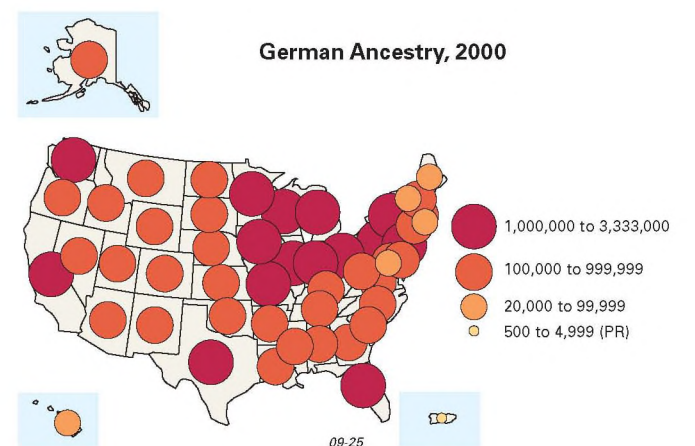 German Ancestry, 2000
1,000,000 to 3,333,000
100,000 to 999,999
20,000 to 99,999
500 to 4,999 (PR)
09-25